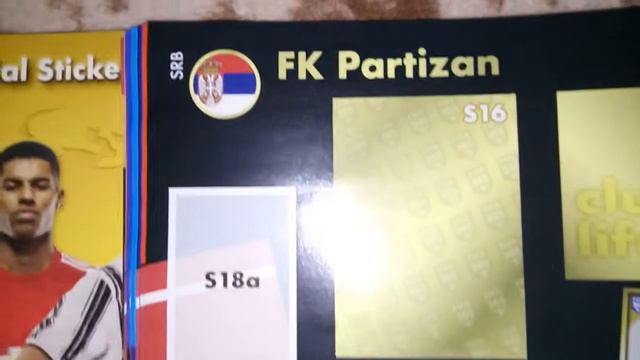 al Sticke
SRB
FK Partizan
S16
S18a